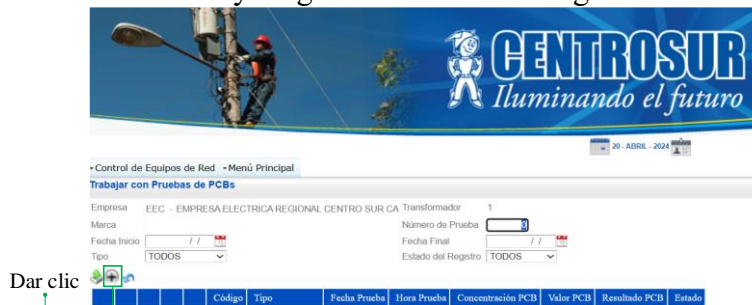 CENTROSUR
Iluminando el futuro
20 - ABRIL - 2024
Control de Equipos de Red Menú Principal
Trabajar con Pruebas de PCBs
Empresa EEC - EMPRESA ELECTRICA REGIONAL CENTRO SUR CA Transformador 1
Marca Número de Prueba 0
Fecha Inicio / / Fecha Final / /
Tipo TODOS Estado del Registro TODOS
Dar clic
Código Tipo Fecha Prueba Hora Prueba Concentración PCB Valor PCB Resultado PCB Estado